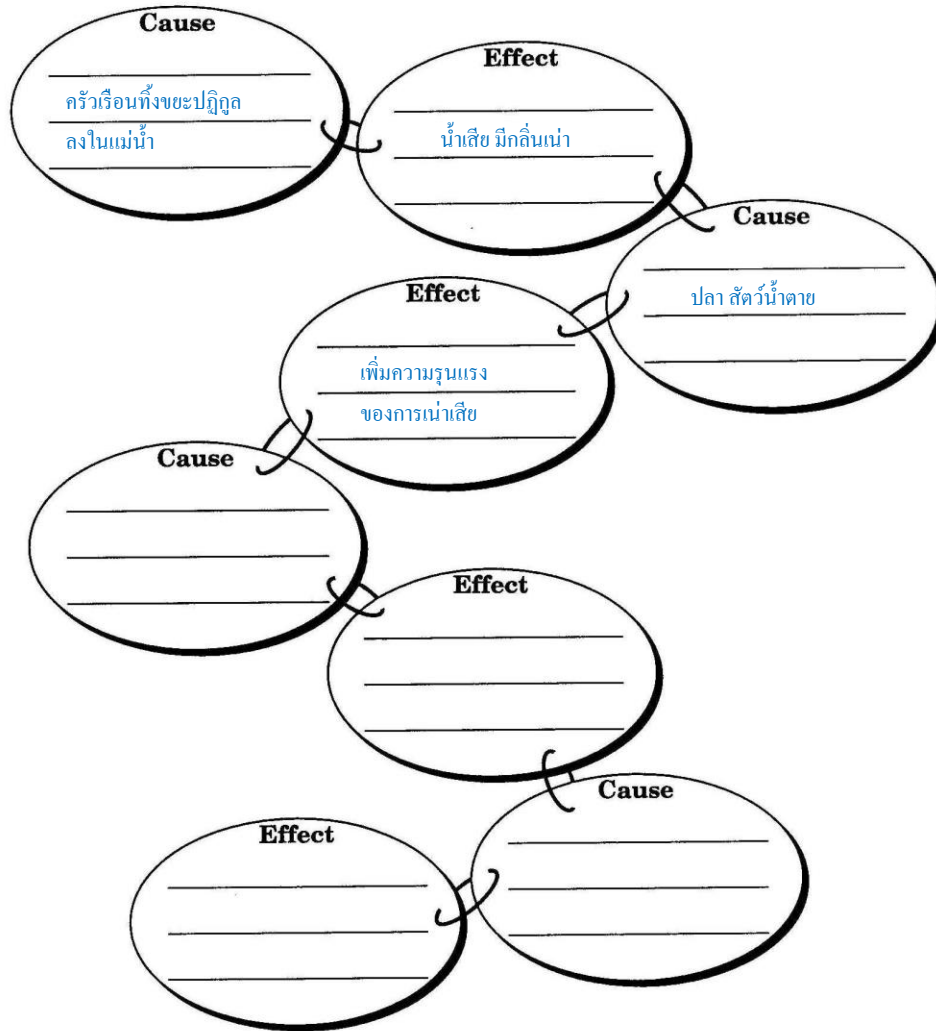 Cause
ครัวเรือนทิ้งขยะปฏิกูล
ลงในแม่น้ำ
Effect
น้ำเสีย มีกลิ่นเน่า
Cause
ปลา สัตว์น้ำตาย
Effect
เพิ่มความรุนแรง
ของการเน่าเสีย
Cause
Effect
Cause
Effect